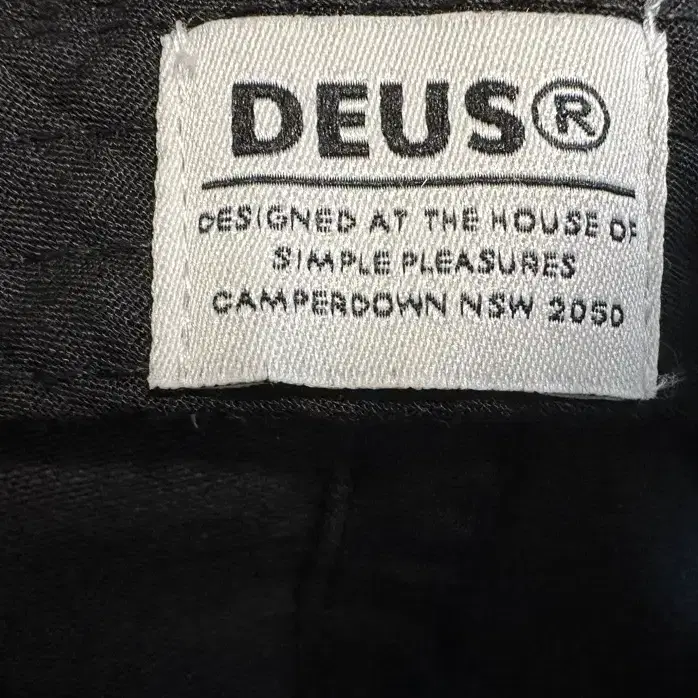 DEUS®
DESIGNED AT THE HOUSE OF
SIMPLE PLEASURES
CAMPERDOWN NSW 2050